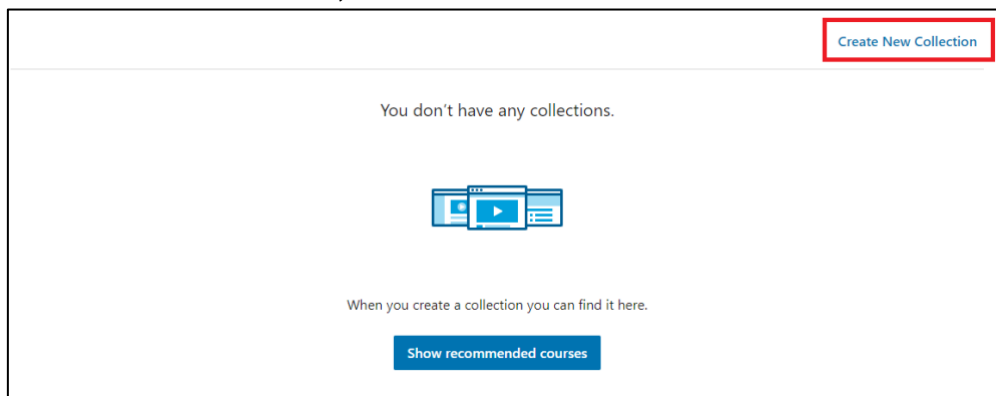 Create New Collection
You don't have any collections.
When you create a collection you can find it here.
Show recommended courses